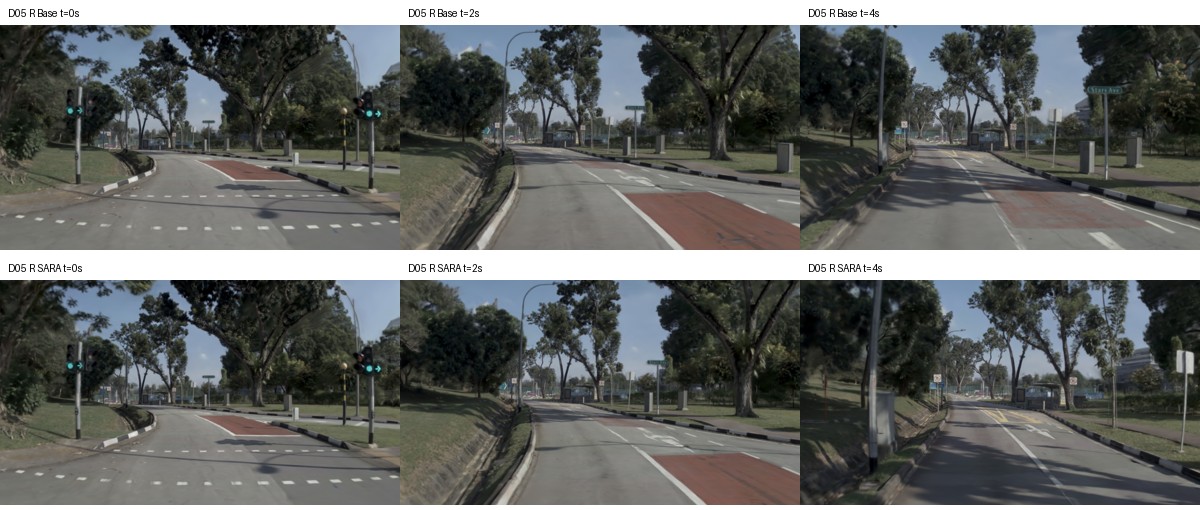 D05 R Base t=0s
D05 R Base t=2s
D05 R Base t=4s
D05 R SARA t=0s
D05 R SARA t=2s
D05 R SARA t=4s